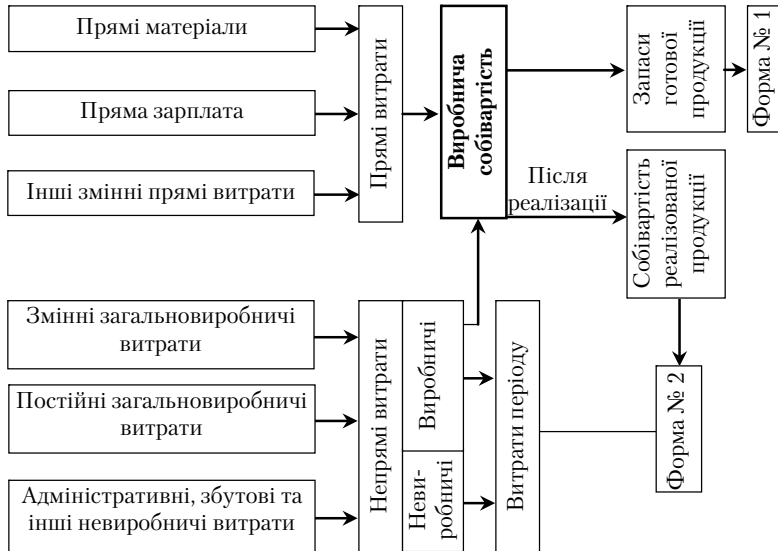 Прямі матеріали
Пряма зарплата
Інші змінні прямі витрати
Прямі витрати
Виробнича
собівартість
Запаси
готової
продукції
Форма № 1
Після
реалізації
Собівартість
реалізованої
продукції
Змінні загальновиробничі
витрати
Постійні загальновиробничі
витрати
Адміністративні, збутові та
інші невиробничі витрати
Непрямі витрати
Виробничі
Неви-
робничі
Витрати періоду
Форма № 2